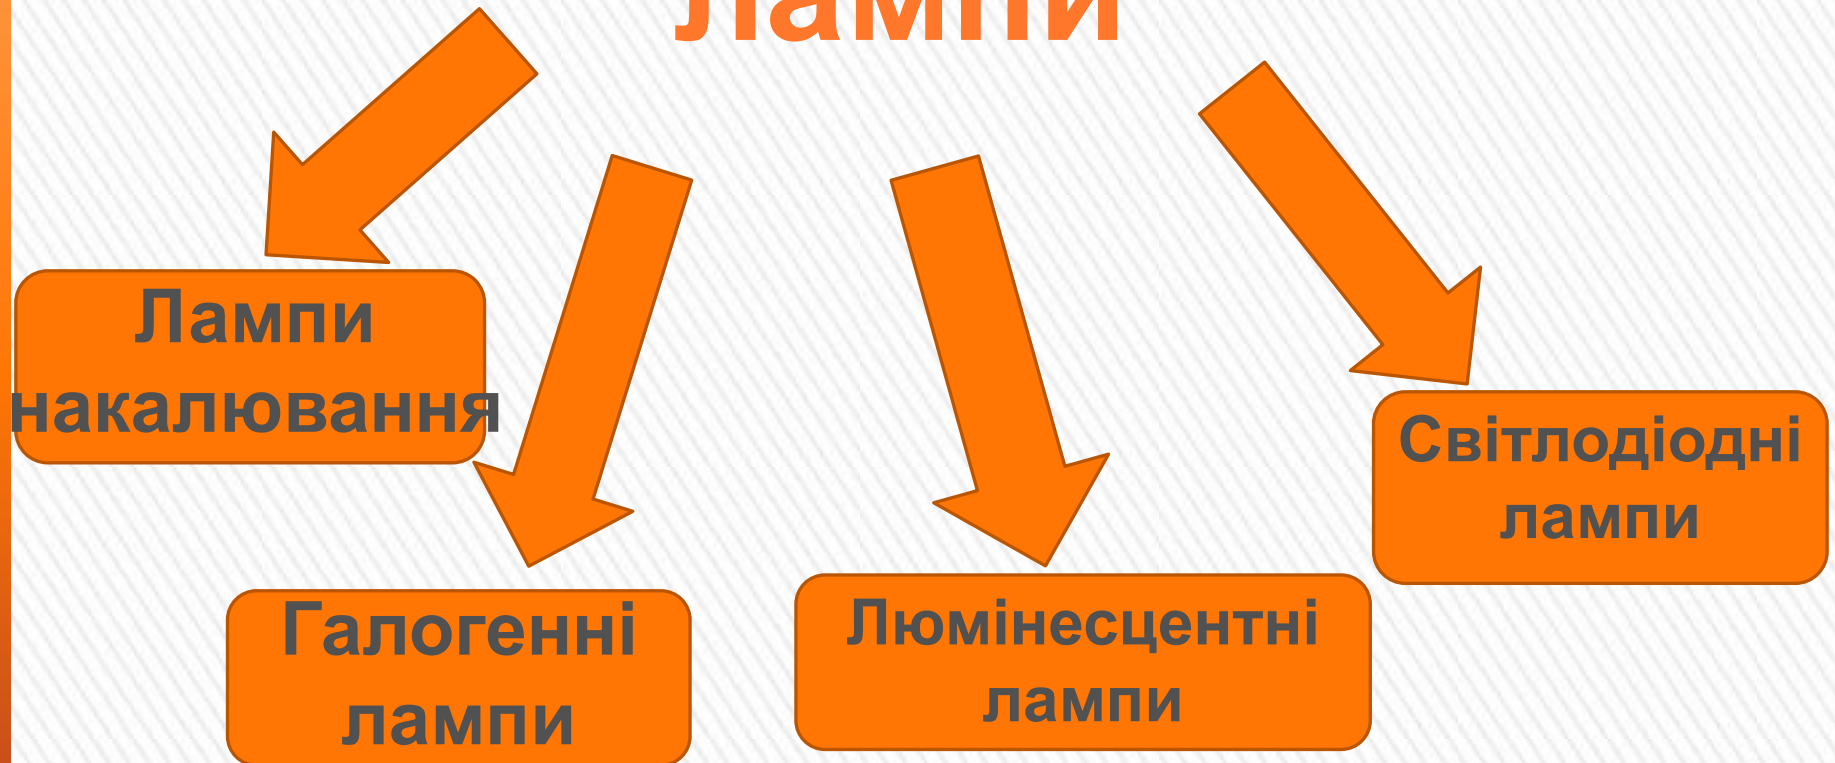 лампи
Лампи
накалювання
Галогенні
лампи
Люмінесцентні
лампи
Світлодіодні
лампи